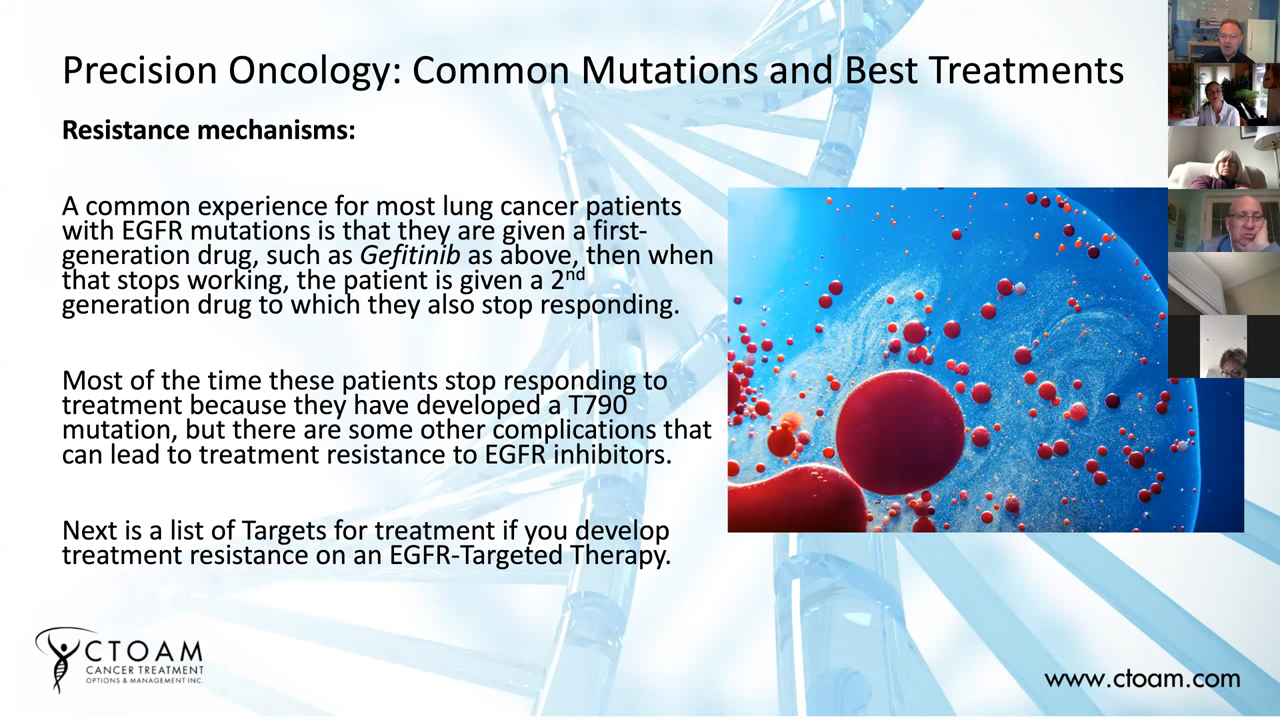 Precision Oncology: Common Mutations and Best Treatments
Resistance mechanisms:
A common experience for most lung cancer patients
with EGFR mutations is that they are given a first-
generation drug, such as Gefitinib as above, then when
that stops working, the patient is given a 2nd
generation drug to which they also stop responding.
Most of the time these patients stop responding to
treatment because they have developed a T790
mutation, but there are some other complications that
can lead to treatment resistance to EGFR inhibitors.
Next is a list of Targets for treatment if you develop
treatment resistance on an EGFR-Targeted Therapy.
CTOAM
CANCER TREATMENT
OPTIONS & MANAGEMENT INC.
www.ctoam.com